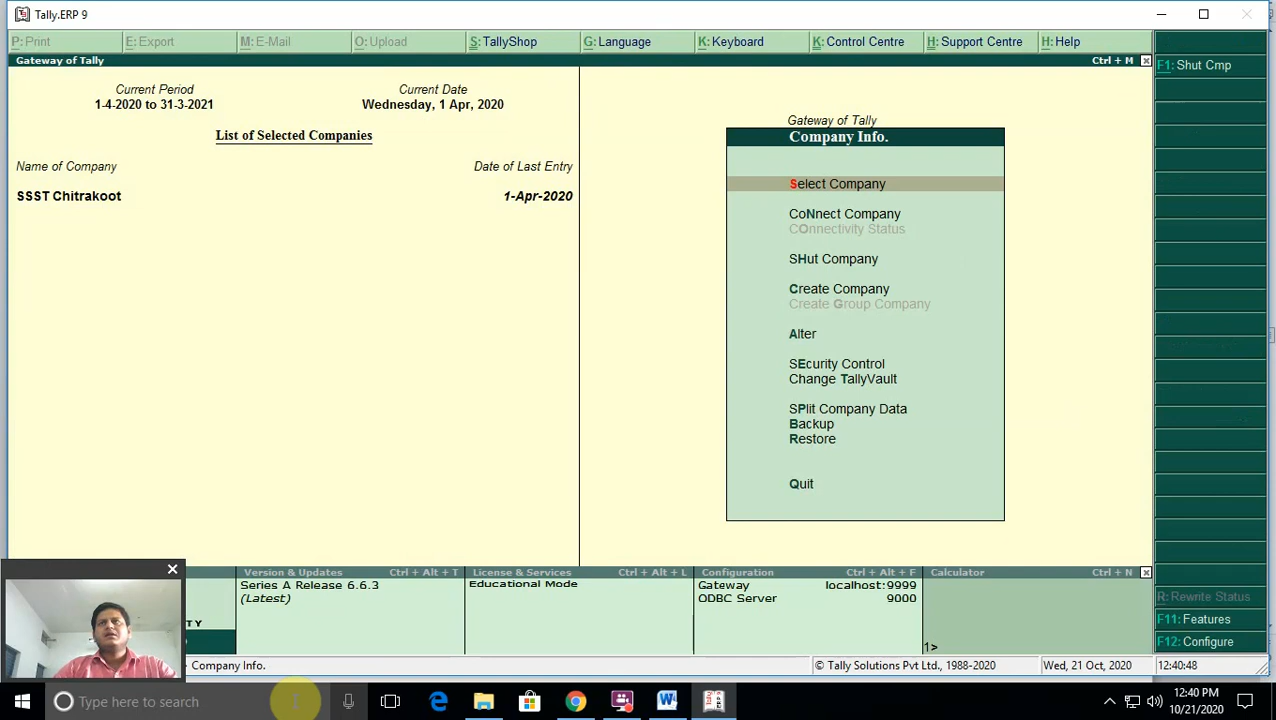 Tally.ERP 9
P: Print
E: Export
M: E-Mail
O: Upload
S: TallyShop
G: Language
K: Keyboard
K: Control Centre
H: Support Centre
H: Help
Gateway of Tally
Ctrl + M
F1: Shut Cmp
Current Period
1-4-2020 to 31-3-2021
Current Date
Wednesday, 1 Apr, 2020
List of Selected Companies
Name of Company
Date of Last Entry
SSST Chitrakoot
1-Apr-2020
Gateway of Tally
Company Info.
Select Company
CoNnect Company
COnnectivity Status
SHut Company
Create Company
Create Group Company
Alter
SEcurity Control
Change TallyVault
SPlit Company Data
Backup
Restore
Quit
Version & Updates
Ctrl + Alt + T
Series A Release 6.6.3
(Latest)
License & Services
Ctrl + Alt + L
Educational Mode
Configuration
Ctrl + Alt + F
Gateway
localhost:9999
ODBC Server
9000
Calculator
Ctrl + N
1>
R: Rewrite Status
F11: Features
F12: Configure
Company Info.
© Tally Solutions Pvt Ltd., 1988-2020
Wed, 21 Oct, 2020
12:40:48
Type here to search
12:40 PM
10/21/2020